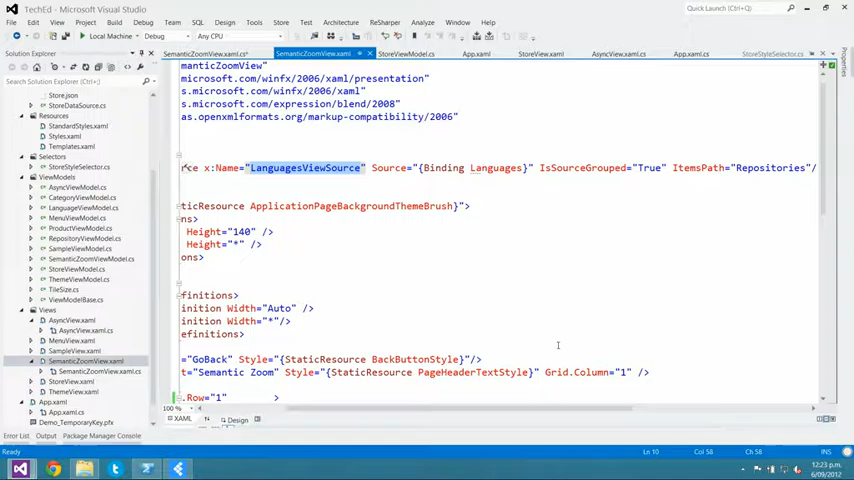 TechEd - Microsoft Visual Studio
Quick Launch (Ctrl+Q)
File Edit View Project Build Debug Team SQL Design Test Architecture ReSharper Analyze Window Help
Local Machine Debug Any CPU
Solution Explorer
Search Solution Explorer (Ctrl+;)
SemanticZoomView.xaml.cs* SemanticZoomView.xaml StoreViewModel.cs App.xaml StoreView.xaml AsyncView.xaml.cs App.xaml.cs StoreStyleSelector.cs
Properties
Store.json
StoreDataSource.cs
Resources
StandardStyles.xaml
Styles.xaml
Templates.xaml
Selectors
StoreStyleSelector.cs
ViewModels
AsyncViewModel.cs
CategoryViewModel.cs
LanguageViewModel.cs
MenuViewModel.cs
ProductViewModel.cs
RepositoryViewModel.cs
SampleViewModel.cs
SemanticZoomViewModel.cs
StoreViewModel.cs
ThemeViewModel.cs
TileSize.cs
ViewModelBase.cs
Views
AsyncView.xaml
AsyncView.xaml.cs
MenuView.xaml
SampleView.xaml
SemanticZoomView.xaml
SemanticZoomView.xaml.cs
StoreView.xaml
ThemeView.xaml
App.xaml
App.xaml.cs
Demo_TemporaryKey.pfx
manticZoomView"
microsoft.com/winfx/2006/xaml/presentation"
s.microsoft.com/winfx/2006/xaml"
s.microsoft.com/expression/blend/2008"
as.openxmlformats.org/markup-compatibility/2006"
rce x:Name="LanguagesViewSource" Source="{Binding Languages}" IsSourceGrouped="True" ItemsPath="Repositories"/
ticResource ApplicationPageBackgroundThemeBrush}">
ns>
Height="140" />
Height="*" />
ons>
finitions>
inition Width="Auto" />
inition Width="*"/>
efinitions>
="GoBack" Style="{StaticResource BackButtonStyle}"/>
t="Semantic Zoom" Style="{StaticResource PageHeaderTextStyle}" Grid.Column="1" />
.Row="1" >
100 %
XAML Design
Error List Output Package Manager Console
Ready Ln 10 Col 58 Ch 58 INS
12:23 p.m.
6/09/2012